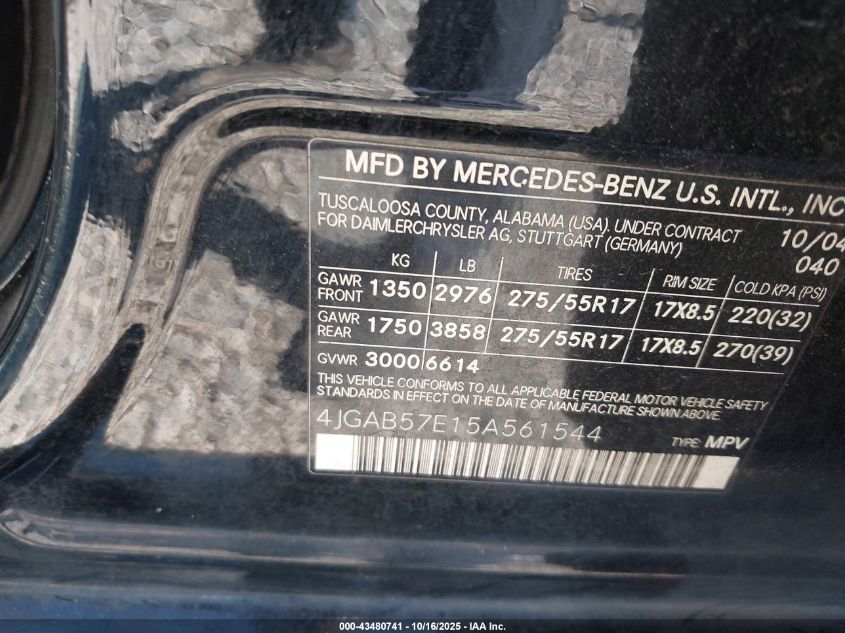 MFD BY MERCEDES-BENZ U.S. INTL., INC
TUSCALOOSA COUNTY, ALABAMA (USA). UNDER CONTRACT 10/04
FOR DAIMLERCHRYSLER AG, STUTTGART (GERMANY) 040
KG LB TIRES RIM SIZE COLD KPA (PSI)
GAWR FRONT 1350 2976 275/55R17 17X8.5 220(32)
GAWR REAR 1750 3858 275/55R17 17X8.5 270(39)
GVWR 3000 6614
THIS VEHICLE CONFORMS TO ALL APPLICABLE FEDERAL MOTOR VEHICLE SAFETY
STANDARDS IN EFFECT ON THE DATE OF MANUFACTURE SHOWN ABOVE.
4JGAB57E15A561544 TYPE: MPV
000-43480741 - 10/16/2025 - IAA Inc.